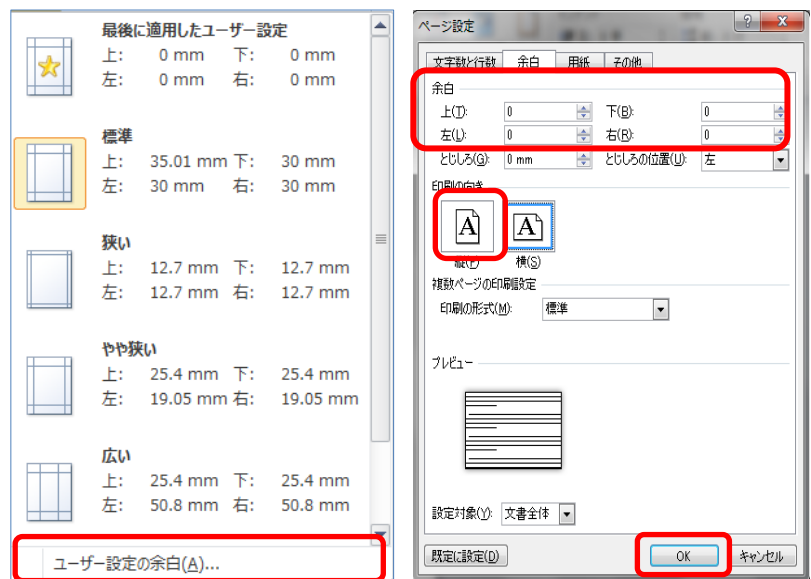 最後に適用したユーザー設定
上: 0 mm 下: 0 mm
左: 0 mm 右: 0 mm
標準
上: 35.01 mm 下: 30 mm
左: 30 mm 右: 30 mm
狭い
上: 12.7 mm 下: 12.7 mm
左: 12.7 mm 右: 12.7 mm
やや狭い
上: 25.4 mm 下: 25.4 mm
左: 19.05 mm 右: 19.05 mm
広い
上: 25.4 mm 下: 25.4 mm
左: 50.8 mm 右: 50.8 mm
ユーザー設定の余白(A)...
ページ設定
文字数と行数 余白 用紙 その他
余白
上(T): 0 下(B): 0
左(L): 0 右(R): 0
とじしろ(G): 0 mm とじしろの位置(U): 左
印刷の向き
A A
縦(P) 横(S)
複数ページの印刷設定
印刷の形式(M): 標準
プレビュー
設定対象(Y): 文書全体
既定に設定(D) OK キャンセル